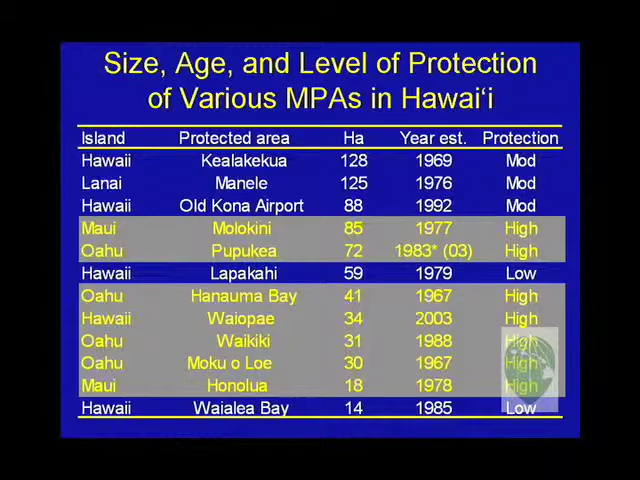 Size, Age, and Level of Protection
of Various MPAs in Hawai‘i
Island Protected area Ha Year est. Protection
Hawaii Kealakekua 128 1969 Mod
Lanai Manele 125 1976 Mod
Hawaii Old Kona Airport 88 1992 Mod
Maui Molokini 85 1977 High
Oahu Pupukea 72 1983* (03) High
Hawaii Lapakahi 59 1979 Low
Oahu Hanauma Bay 41 1967 High
Hawaii Waiopae 34 2003 High
Oahu Waikiki 31 1988 High
Oahu Moku o Loe 30 1967 High
Maui Honolua 18 1978 High
Hawaii Waialea Bay 14 1985 Low